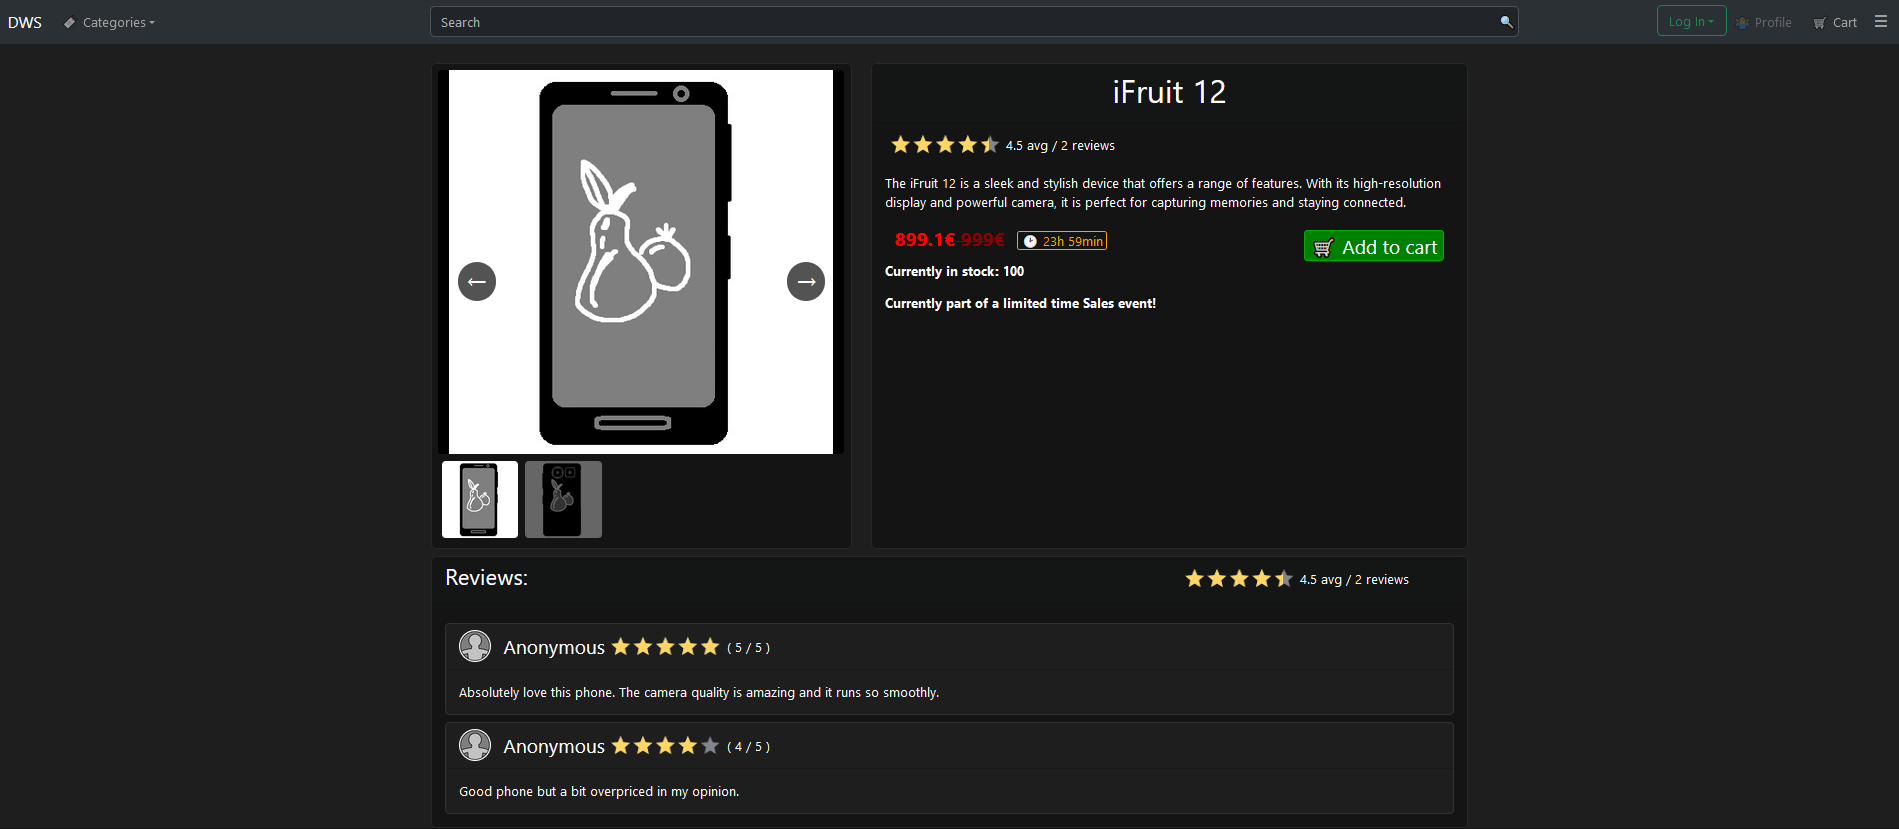 DWS Categories Search Log In Profile Cart
iFruit 12
4.5 avg / 2 reviews
The iFruit 12 is a sleek and stylish device that offers a range of features. With its high-resolution
display and powerful camera, it is perfect for capturing memories and staying connected.
899.1€ 999€ 23h 59min Add to cart
Currently in stock: 100
Currently part of a limited time Sales event!
Reviews: 4.5 avg / 2 reviews
Anonymous ( 5 / 5 )
Absolutely love this phone. The camera quality is amazing and it runs so smoothly.
Anonymous ( 4 / 5 )
Good phone but a bit overpriced in my opinion.